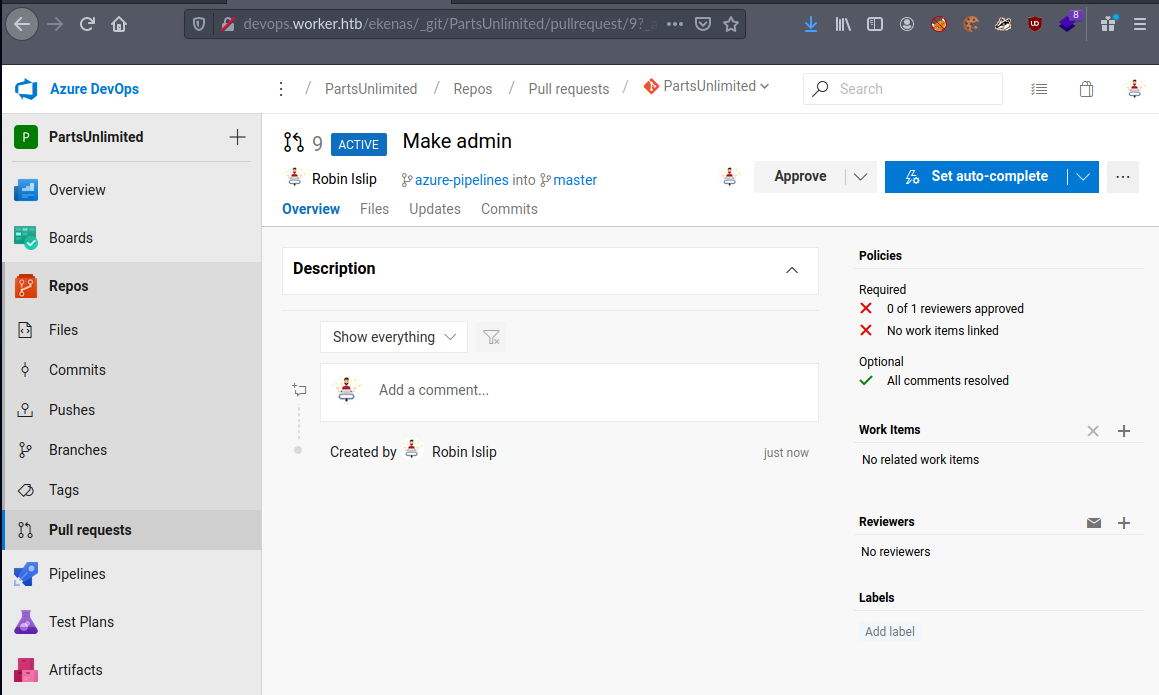 devops.worker.htb/ekenas/_git/PartsUnlimited/pullrequest/9?_a
8
Azure DevOps
/ PartsUnlimited / Repos / Pull requests / PartsUnlimited
Search
P PartsUnlimited
9 ACTIVE Make admin
Robin Islip azure-pipelines into master
Approve
Set auto-complete
Overview Files Updates Commits
Overview
Boards
Repos
Files
Commits
Pushes
Branches
Tags
Pull requests
Pipelines
Test Plans
Artifacts
Description
Show everything
Add a comment...
Created by Robin Islip just now
Policies
Required
0 of 1 reviewers approved
No work items linked
Optional
All comments resolved
Work Items
No related work items
Reviewers
No reviewers
Labels
Add label